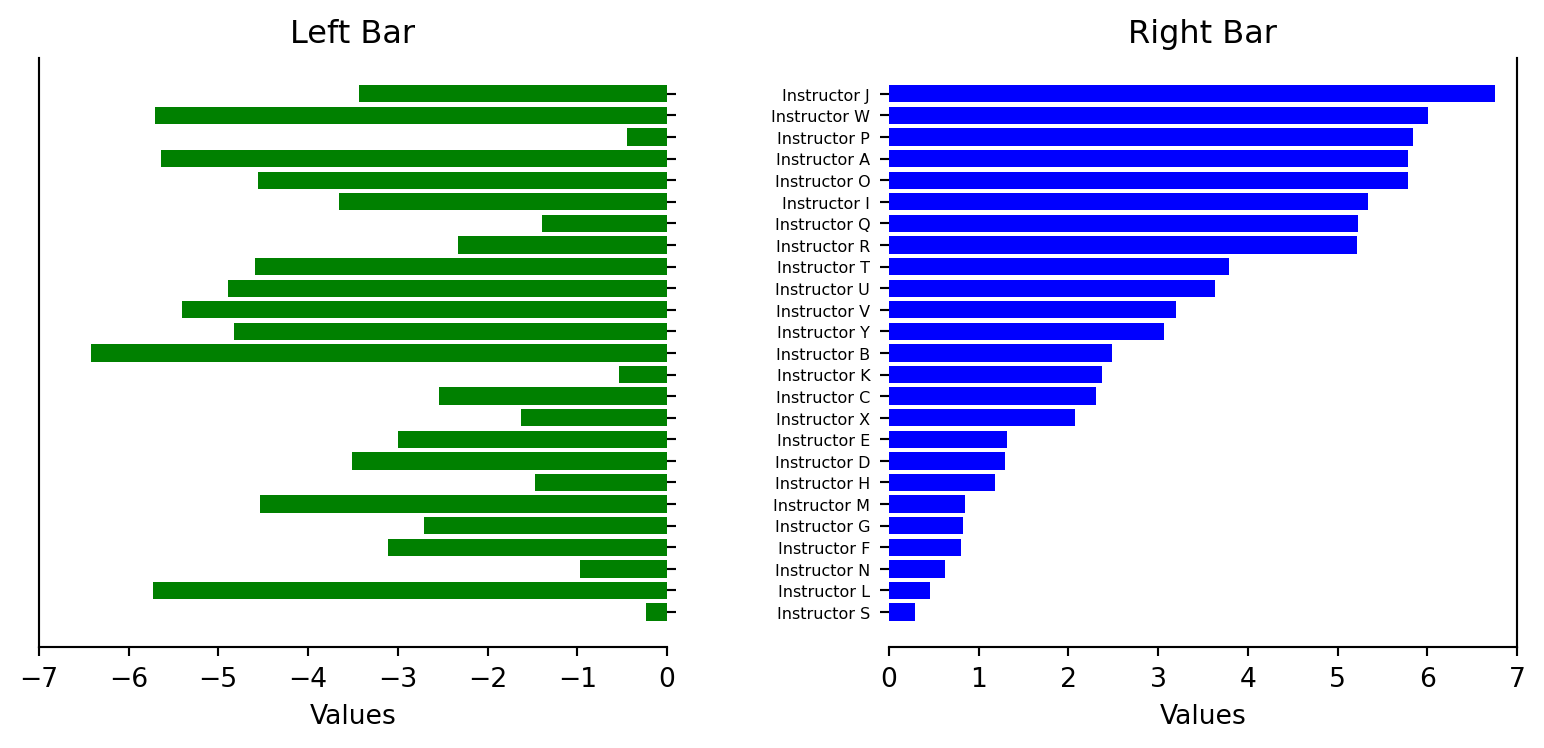 Left Bar
−7 −6 −5 −4 −3 −2 −1 0
Values
Right Bar
Instructor J
Instructor W
Instructor P
Instructor A
Instructor O
Instructor I
Instructor Q
Instructor R
Instructor T
Instructor U
Instructor V
Instructor Y
Instructor B
Instructor K
Instructor C
Instructor X
Instructor E
Instructor D
Instructor H
Instructor M
Instructor G
Instructor F
Instructor N
Instructor L
Instructor S
0 1 2 3 4 5 6 7
Values